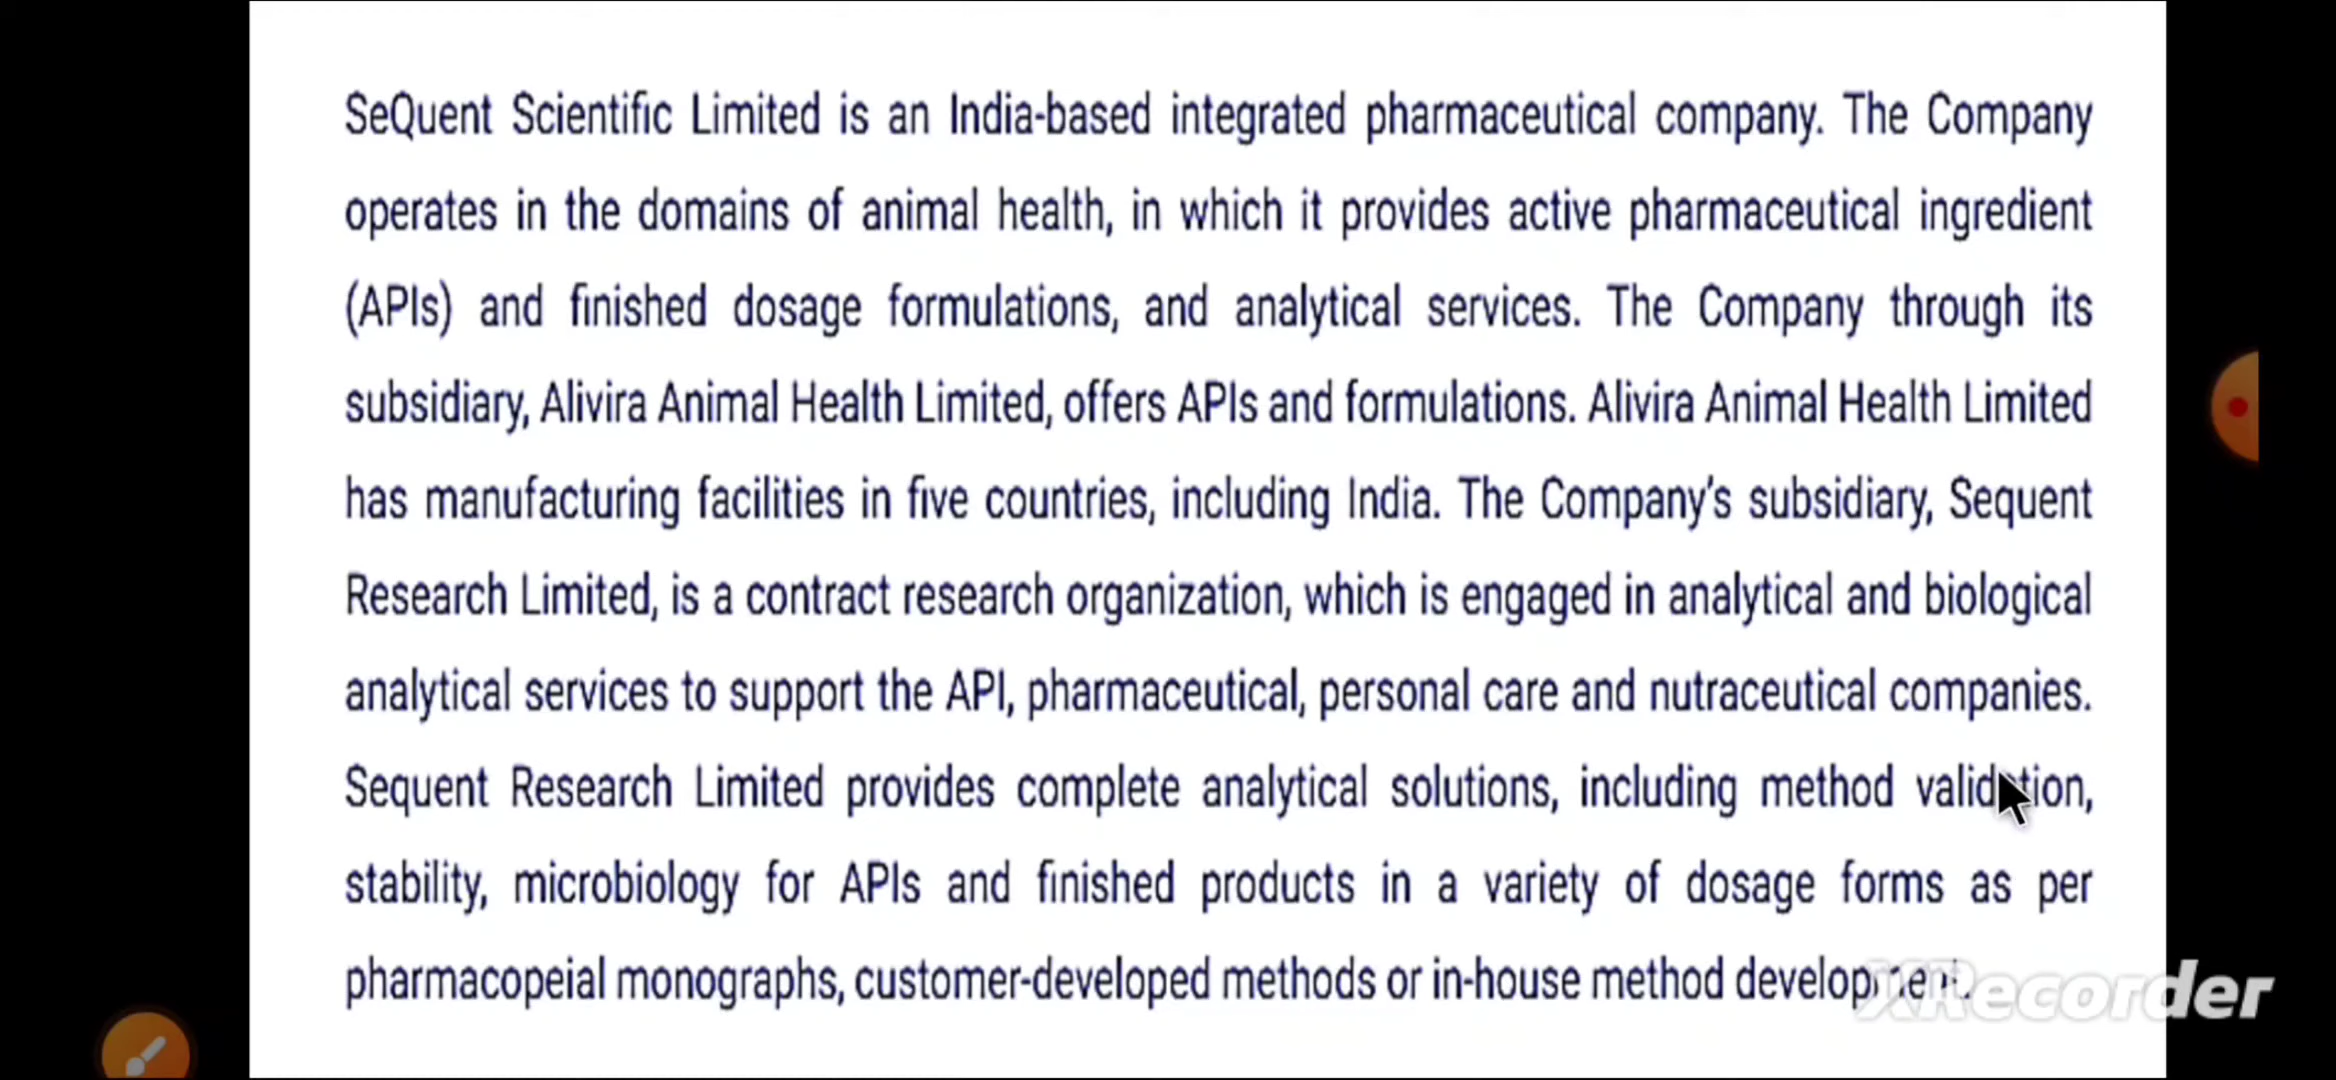 SeQuent Scientific Limited is an India-based integrated pharmaceutical company. The Company
operates in the domains of animal health, in which it provides active pharmaceutical ingredient
(APIs) and finished dosage formulations, and analytical services. The Company through its
subsidiary, Alivira Animal Health Limited, offers APIs and formulations. Alivira Animal Health Limited
has manufacturing facilities in five countries, including India. The Company's subsidiary, Sequent
Research Limited, is a contract research organization, which is engaged in analytical and biological
analytical services to support the API, pharmaceutical, personal care and nutraceutical companies.
Sequent Research Limited provides complete analytical solutions, including method validation,
stability, microbiology for APIs and finished products in a variety of dosage forms as per
pharmacopeial monographs, customer-developed methods or in-house method development.
XRecorder